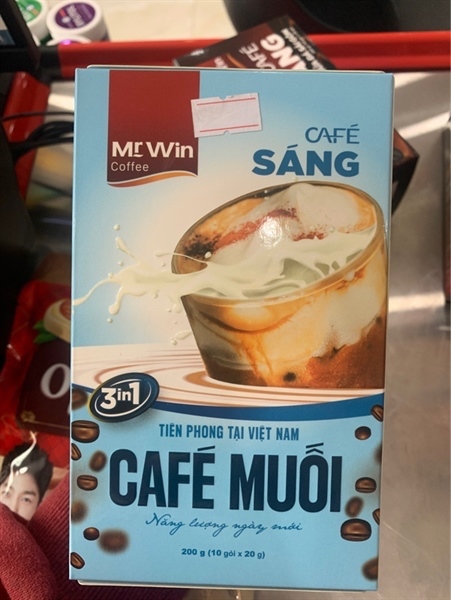 Mr. Win
Coffee
CAFÉ
SÁNG
3in1
TIÊN PHONG TẠI VIỆT NAM
CAFÉ MUỐI
Năng lượng ngày mới
200 g (10 gói x 20 g)